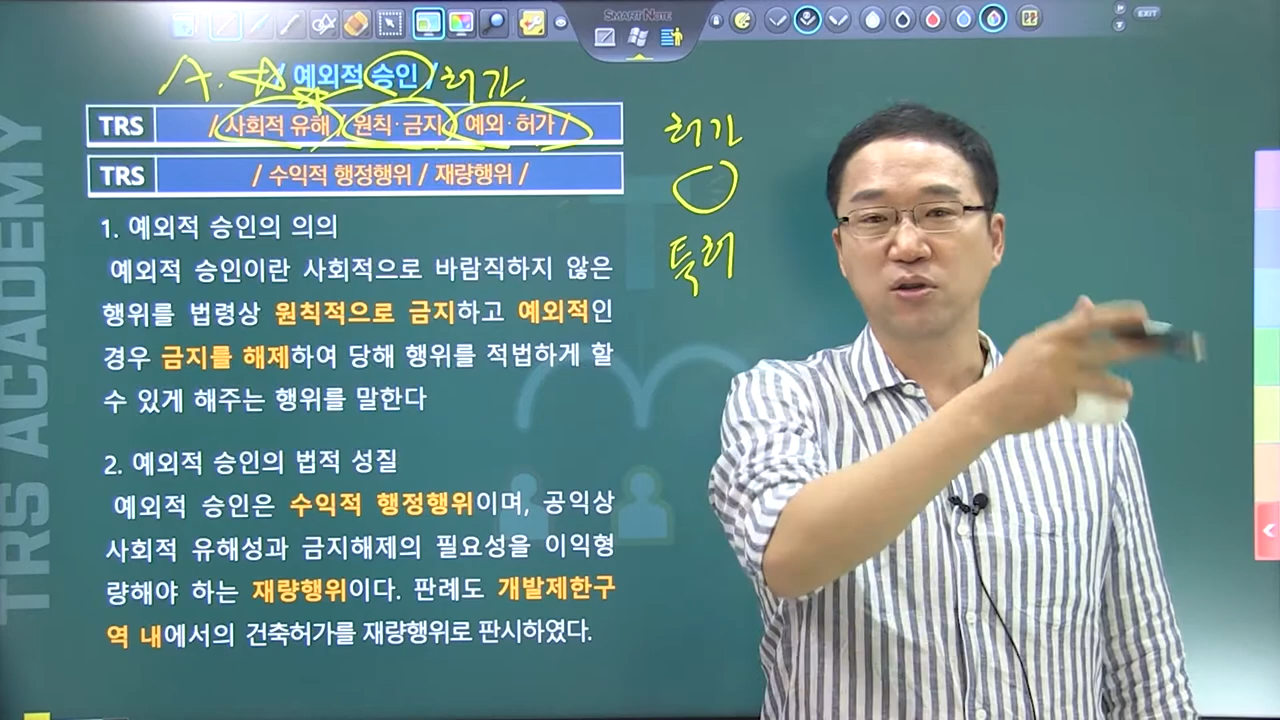 SMARTNOTE
EXIT
A. / 예외적 승인 / 허가.
TRS / 사회적 유해 / 원칙·금지 / 예외·허가 /
TRS / 수익적 행정행위 / 재량행위 /
허가
특허
1. 예외적 승인의 의의
예외적 승인이란 사회적으로 바람직하지 않은
행위를 법령상 원칙적으로 금지하고 예외적인
경우 금지를 해제하여 당해 행위를 적법하게 할
수 있게 해주는 행위를 말한다
2. 예외적 승인의 법적 성질
예외적 승인은 수익적 행정행위이며, 공익상
사회적 유해성과 금지해제의 필요성을 이익형
량해야 하는 재량행위이다. 판례도 개발제한구
역 내에서의 건축허가를 재량행위로 판시하였다.
TRS ACADEMY